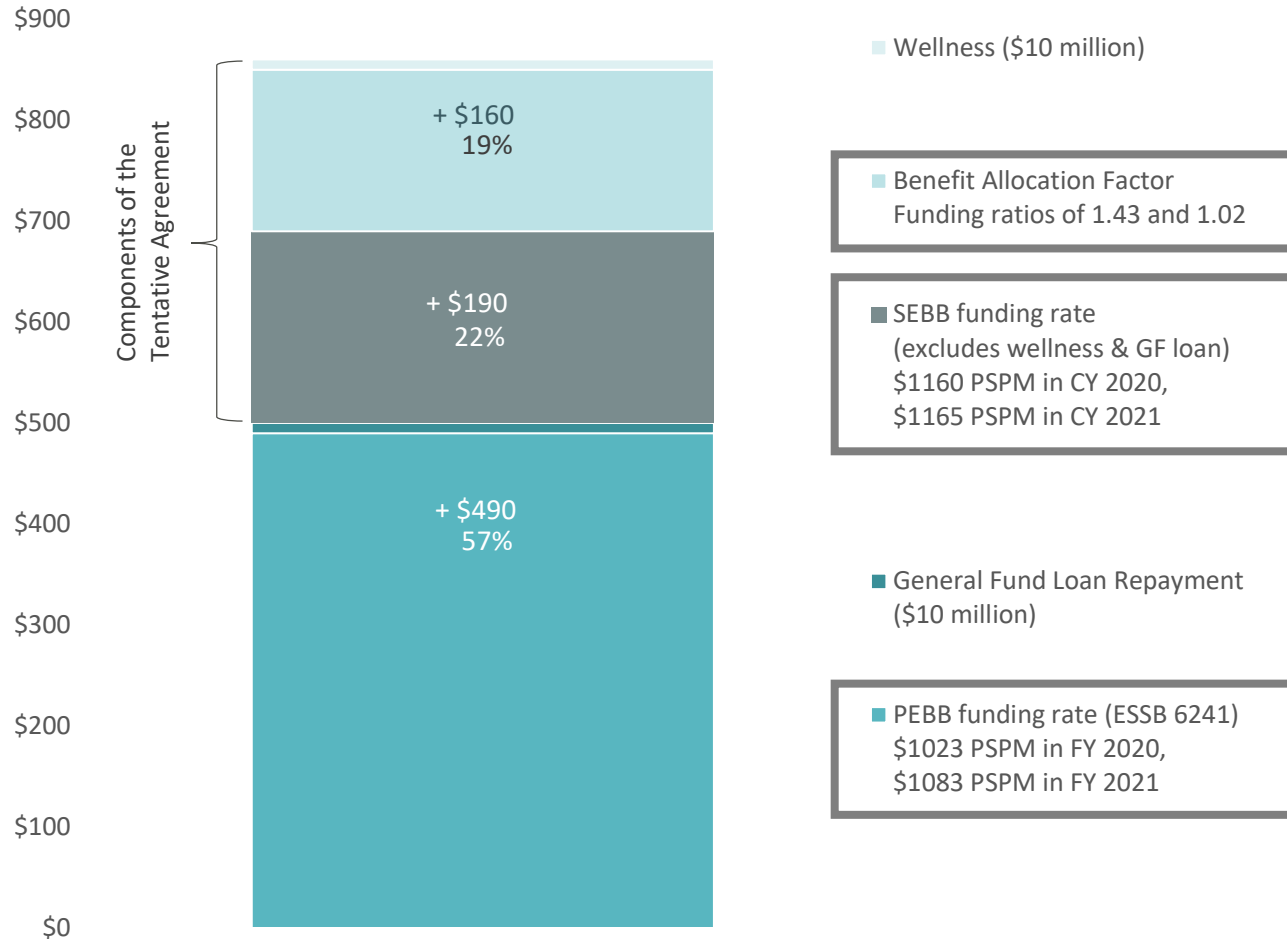 $900
$800
$700
$600
$500
$400
$300
$200
$100
$0
Components of the
Tentative Agreement
+ $160
19%
+ $190
22%
+ $490
57%
Wellness ($10 million)
Benefit Allocation Factor
Funding ratios of 1.43 and 1.02
SEBB funding rate
(excludes wellness & GF loan)
$1160 PSPM in CY 2020,
$1165 PSPM in CY 2021
General Fund Loan Repayment
($10 million)
PEBB funding rate (ESSB 6241)
$1023 PSPM in FY 2020,
$1083 PSPM in FY 2021